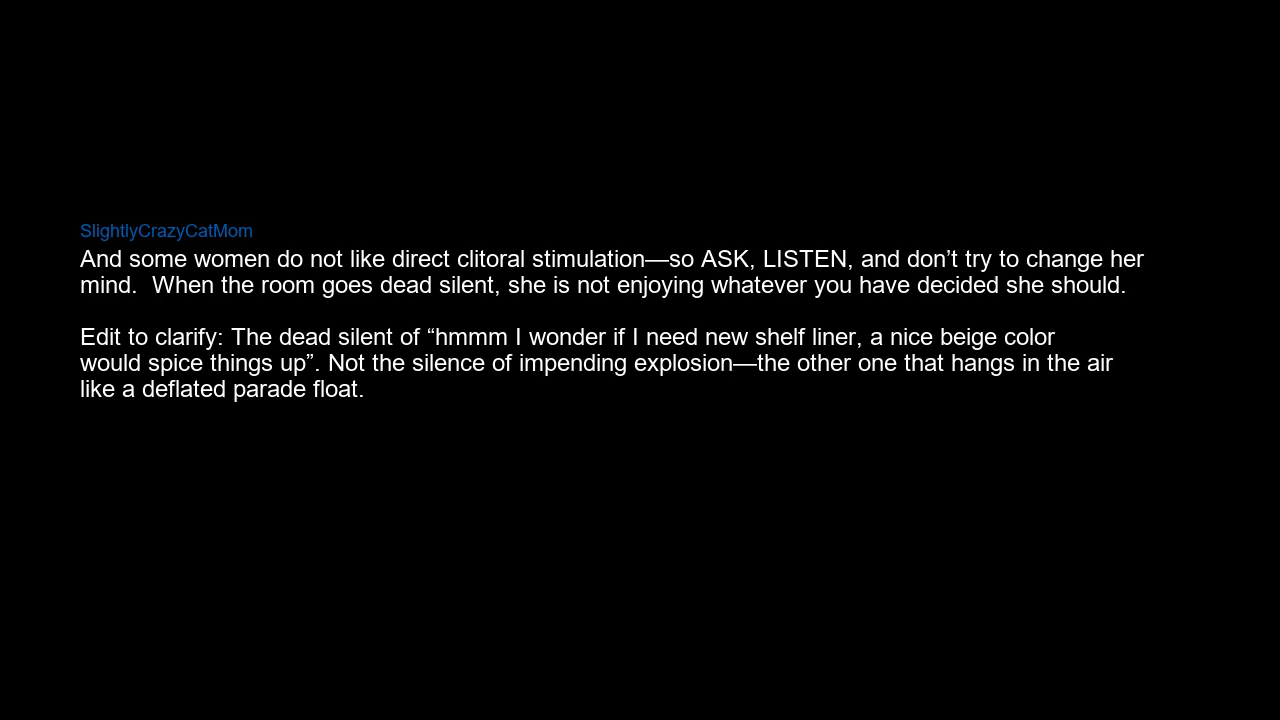 SlightlyCrazyCatMom
And some women do not like direct clitoral stimulation—so ASK, LISTEN, and don’t try to change her
mind.  When the room goes dead silent, she is not enjoying whatever you have decided she should.
Edit to clarify: The dead silent of “hmmm I wonder if I need new shelf liner, a nice beige color
would spice things up”. Not the silence of impending explosion—the other one that hangs in the air
like a deflated parade float.